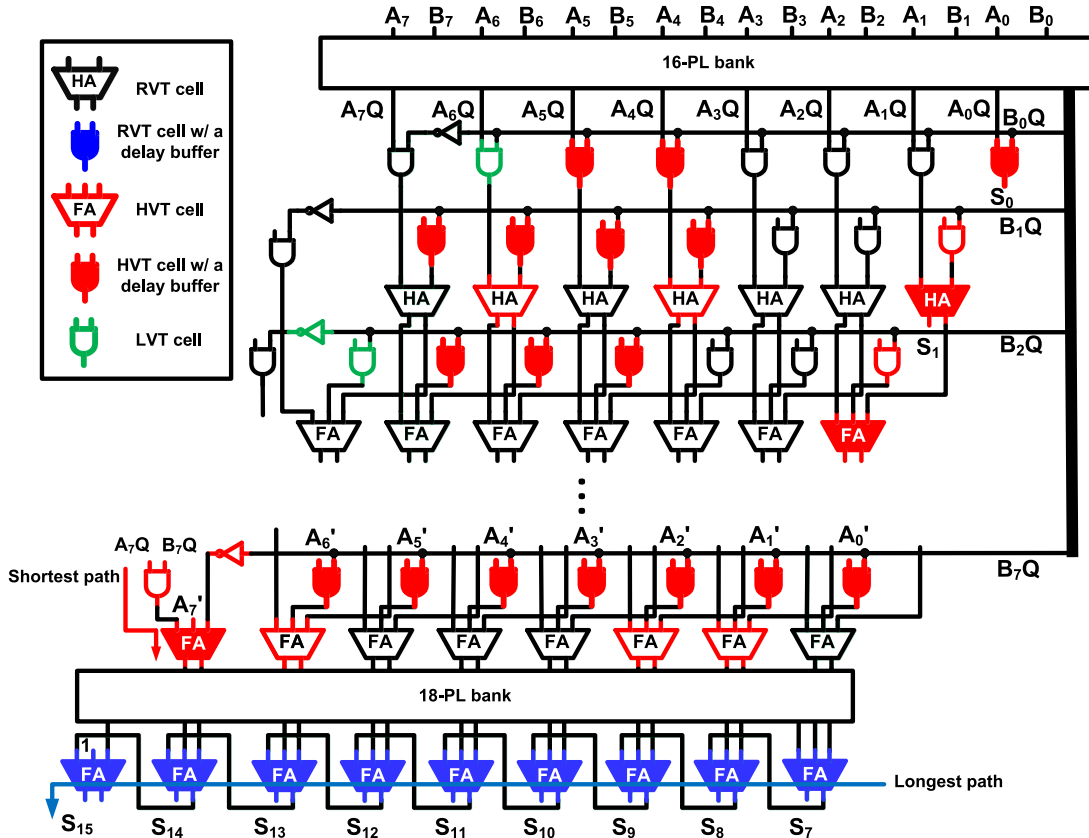 A7 B7 A6 B6 A5 B5 A4 B4 A3 B3 A2 B2 A1 B1 A0 B0
16-PL bank
HA RVT cell
RVT cell w/ a
delay buffer
FA HVT cell
HVT cell w/ a
delay buffer
LVT cell
A7Q A6Q A5Q A4Q A3Q A2Q A1Q A0Q B0Q
S0
B1Q
HA HA HA HA HA HA HA
S1 B2Q
FA FA FA FA FA FA FA
A7Q B7Q A6' A5' A4' A3' A2' A1' A0'
B7Q
Shortest path
A7'
FA FA FA FA FA FA FA FA
18-PL bank
1
FA FA FA FA FA FA FA FA FA
Longest path
S15 S14 S13 S12 S11 S10 S9 S8 S7